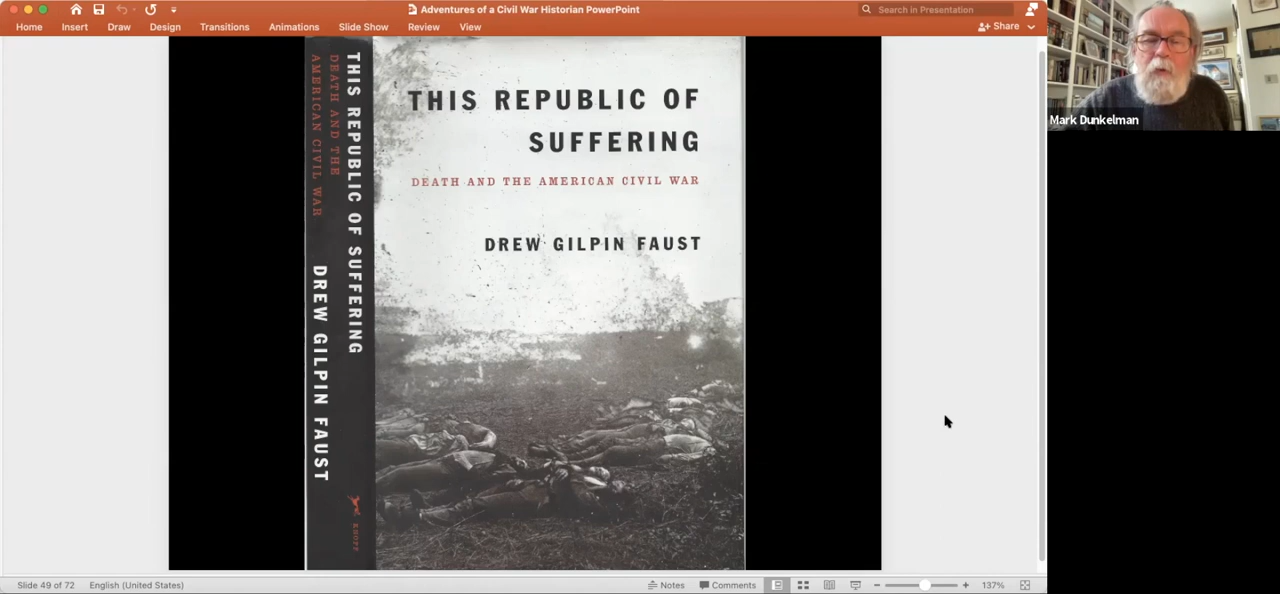 Adventures of a Civil War Historian PowerPoint
Search in Presentation
Home Insert Draw Design Transitions Animations Slide Show Review View
Share
THIS REPUBLIC OF SUFFERING
DEATH AND THE
AMERICAN CIVIL WAR
DREW GILPIN FAUST
KNOPF
THIS REPUBLIC OF
SUFFERING
DEATH AND THE AMERICAN CIVIL WAR
DREW GILPIN FAUST
Mark Dunkelman
Slide 49 of 72 English (United States)
Notes Comments 137%